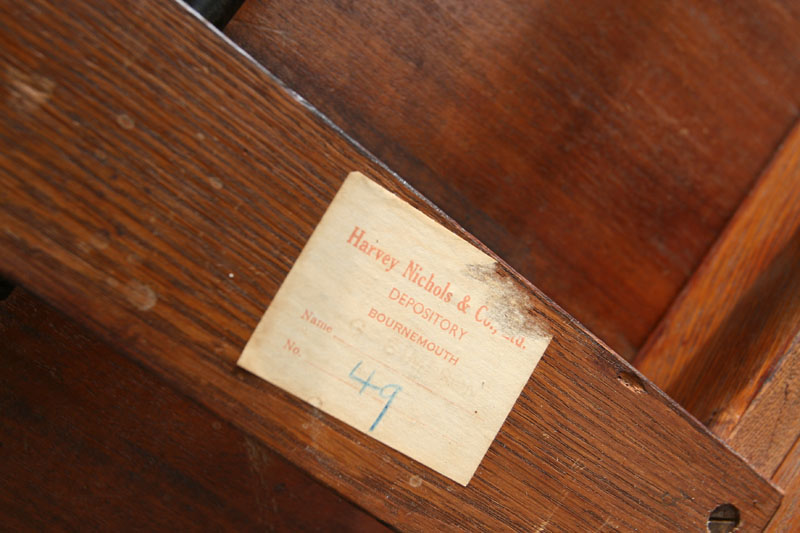 Harvey Nichols & Co., Ltd.
DEPOSITORY
BOURNEMOUTH
Name
No. 49